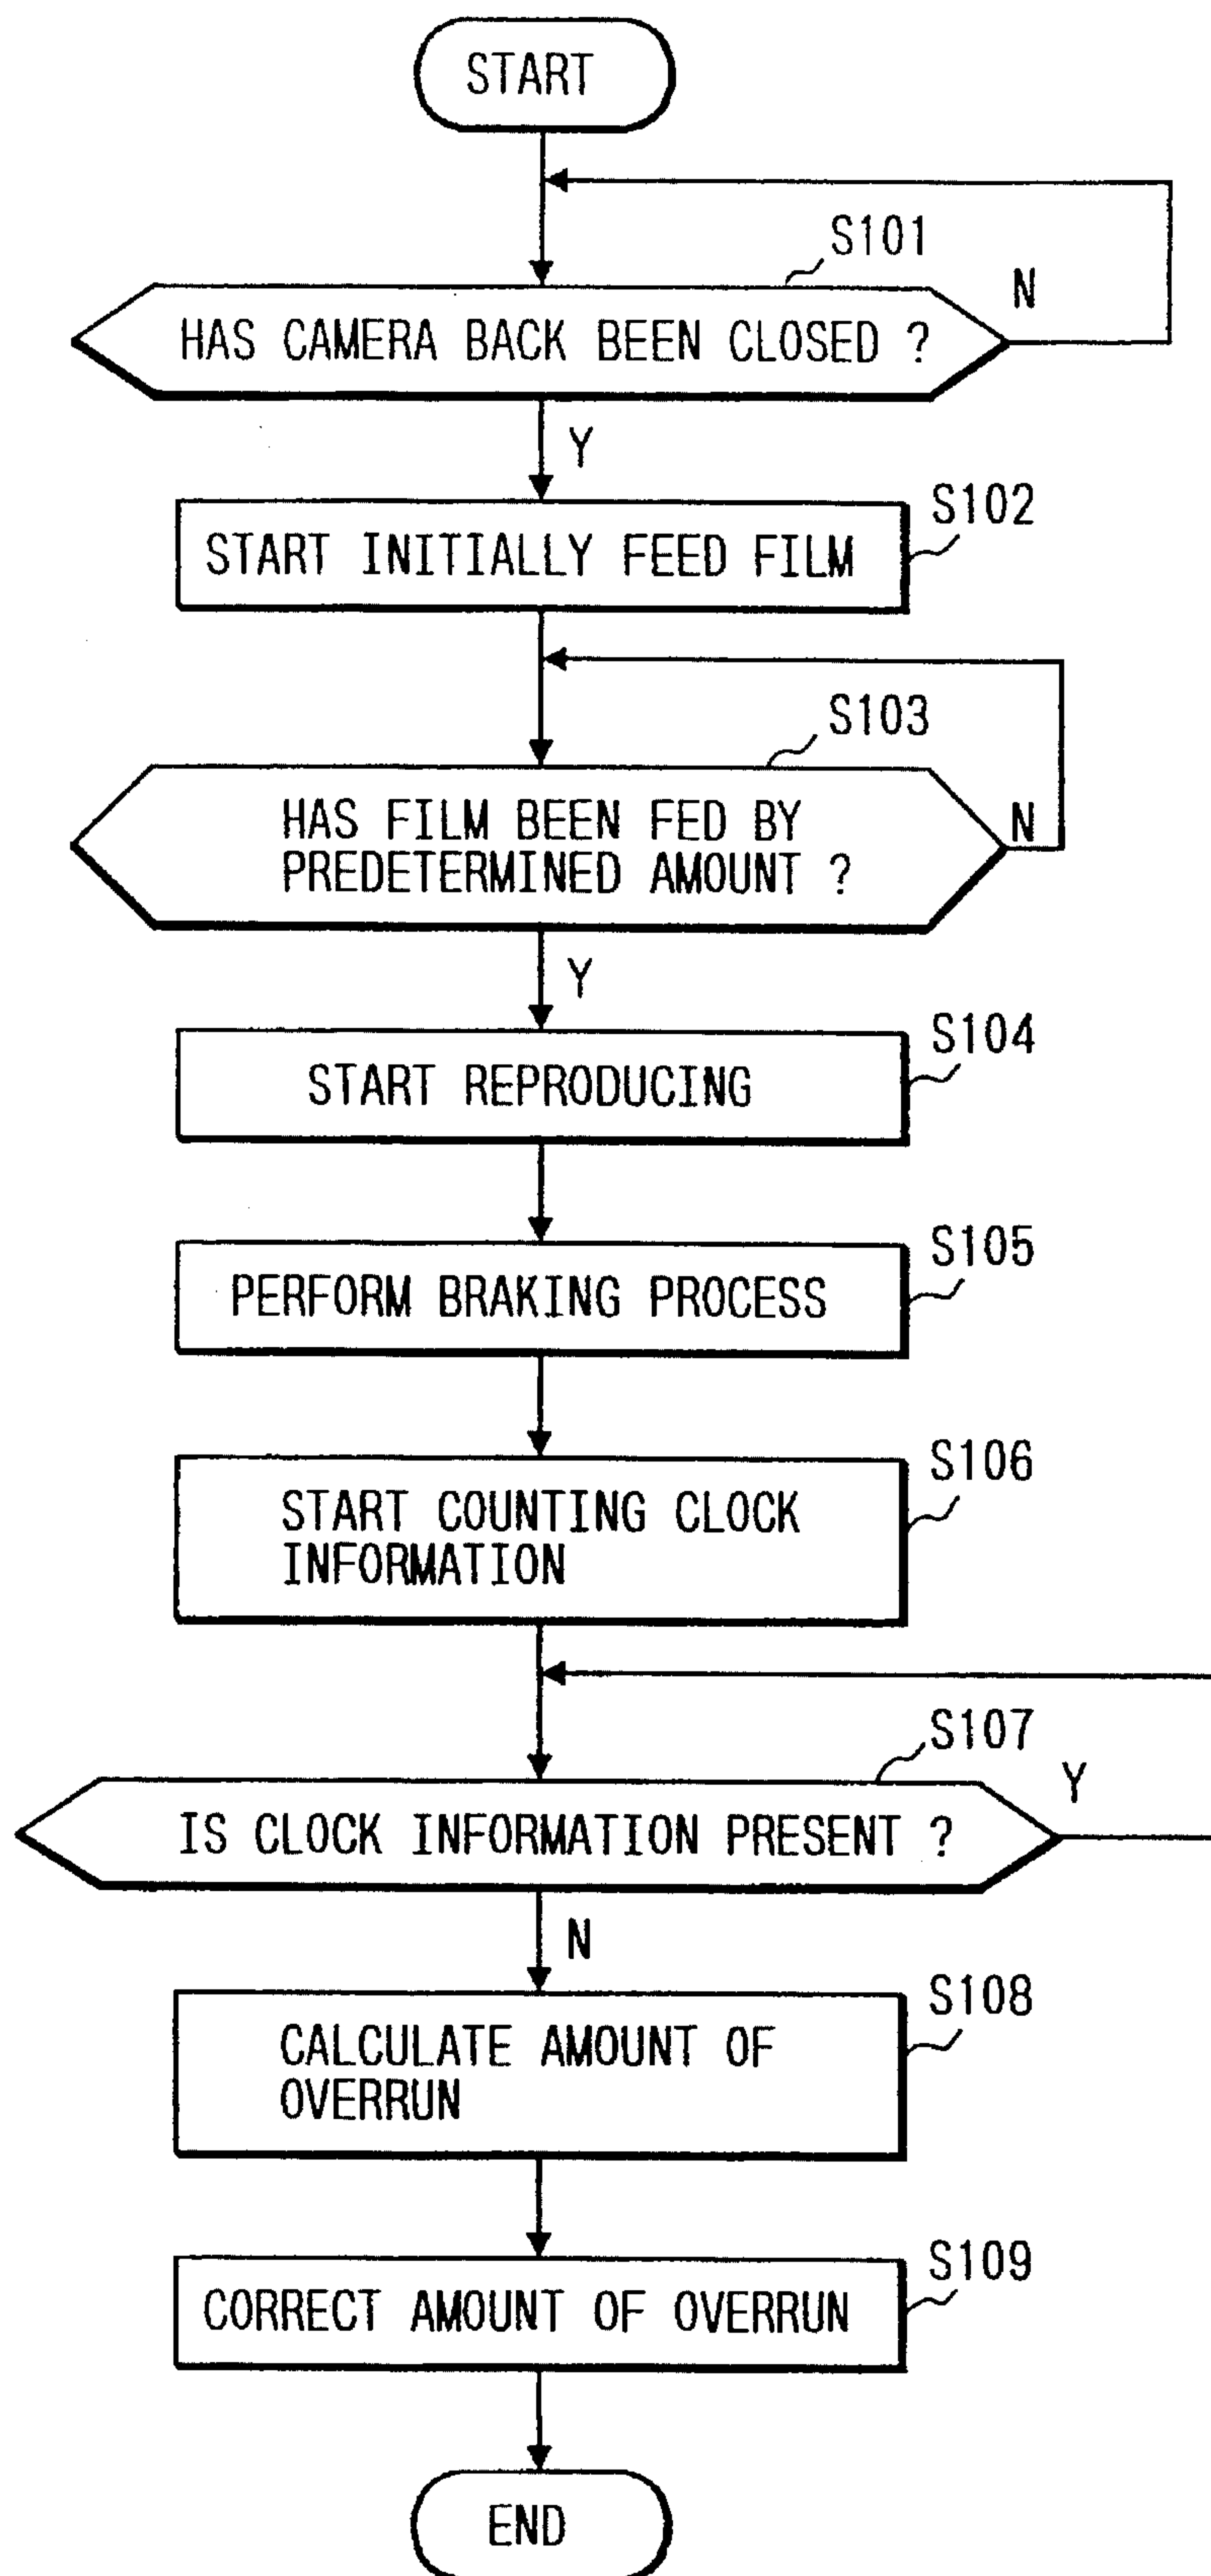 START
S101
N
HAS CAMERA BACK BEEN CLOSED ?
Y
S102
START INITIALLY FEED FILM
S103
HAS FILM BEEN FED BY
PREDETERMINED AMOUNT ?
N
Y
S104
START REPRODUCING
S105
PERFORM BRAKING PROCESS
S106
START COUNTING CLOCK
INFORMATION
S107
Y
IS CLOCK INFORMATION PRESENT ?
N
S108
CALCULATE AMOUNT OF
OVERRUN
S109
CORRECT AMOUNT OF OVERRUN
END